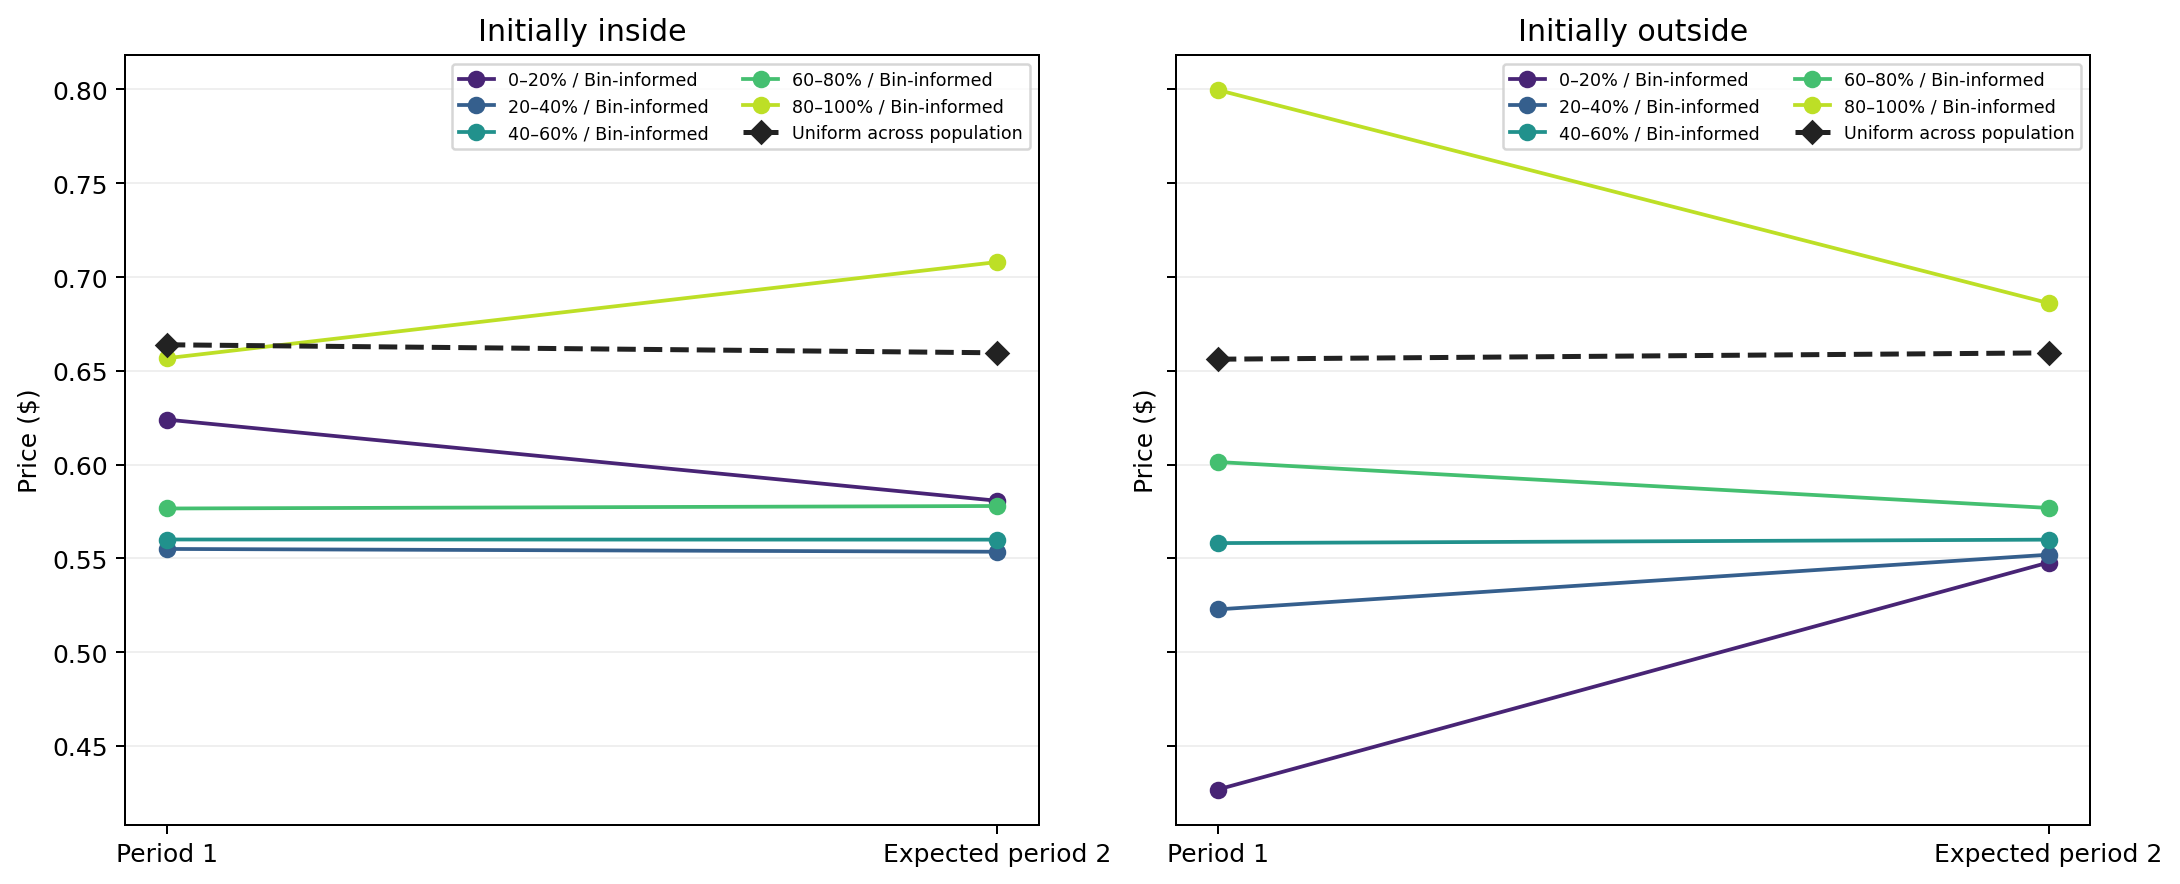 Initially inside
0–20% / Bin-informed
20–40% / Bin-informed
40–60% / Bin-informed
60–80% / Bin-informed
80–100% / Bin-informed
Uniform across population
Price ($)
0.80
0.75
0.70
0.65
0.60
0.55
0.50
0.45
Period 1
Expected period 2
Initially outside
0–20% / Bin-informed
20–40% / Bin-informed
40–60% / Bin-informed
60–80% / Bin-informed
80–100% / Bin-informed
Uniform across population
Price ($)
Period 1
Expected period 2